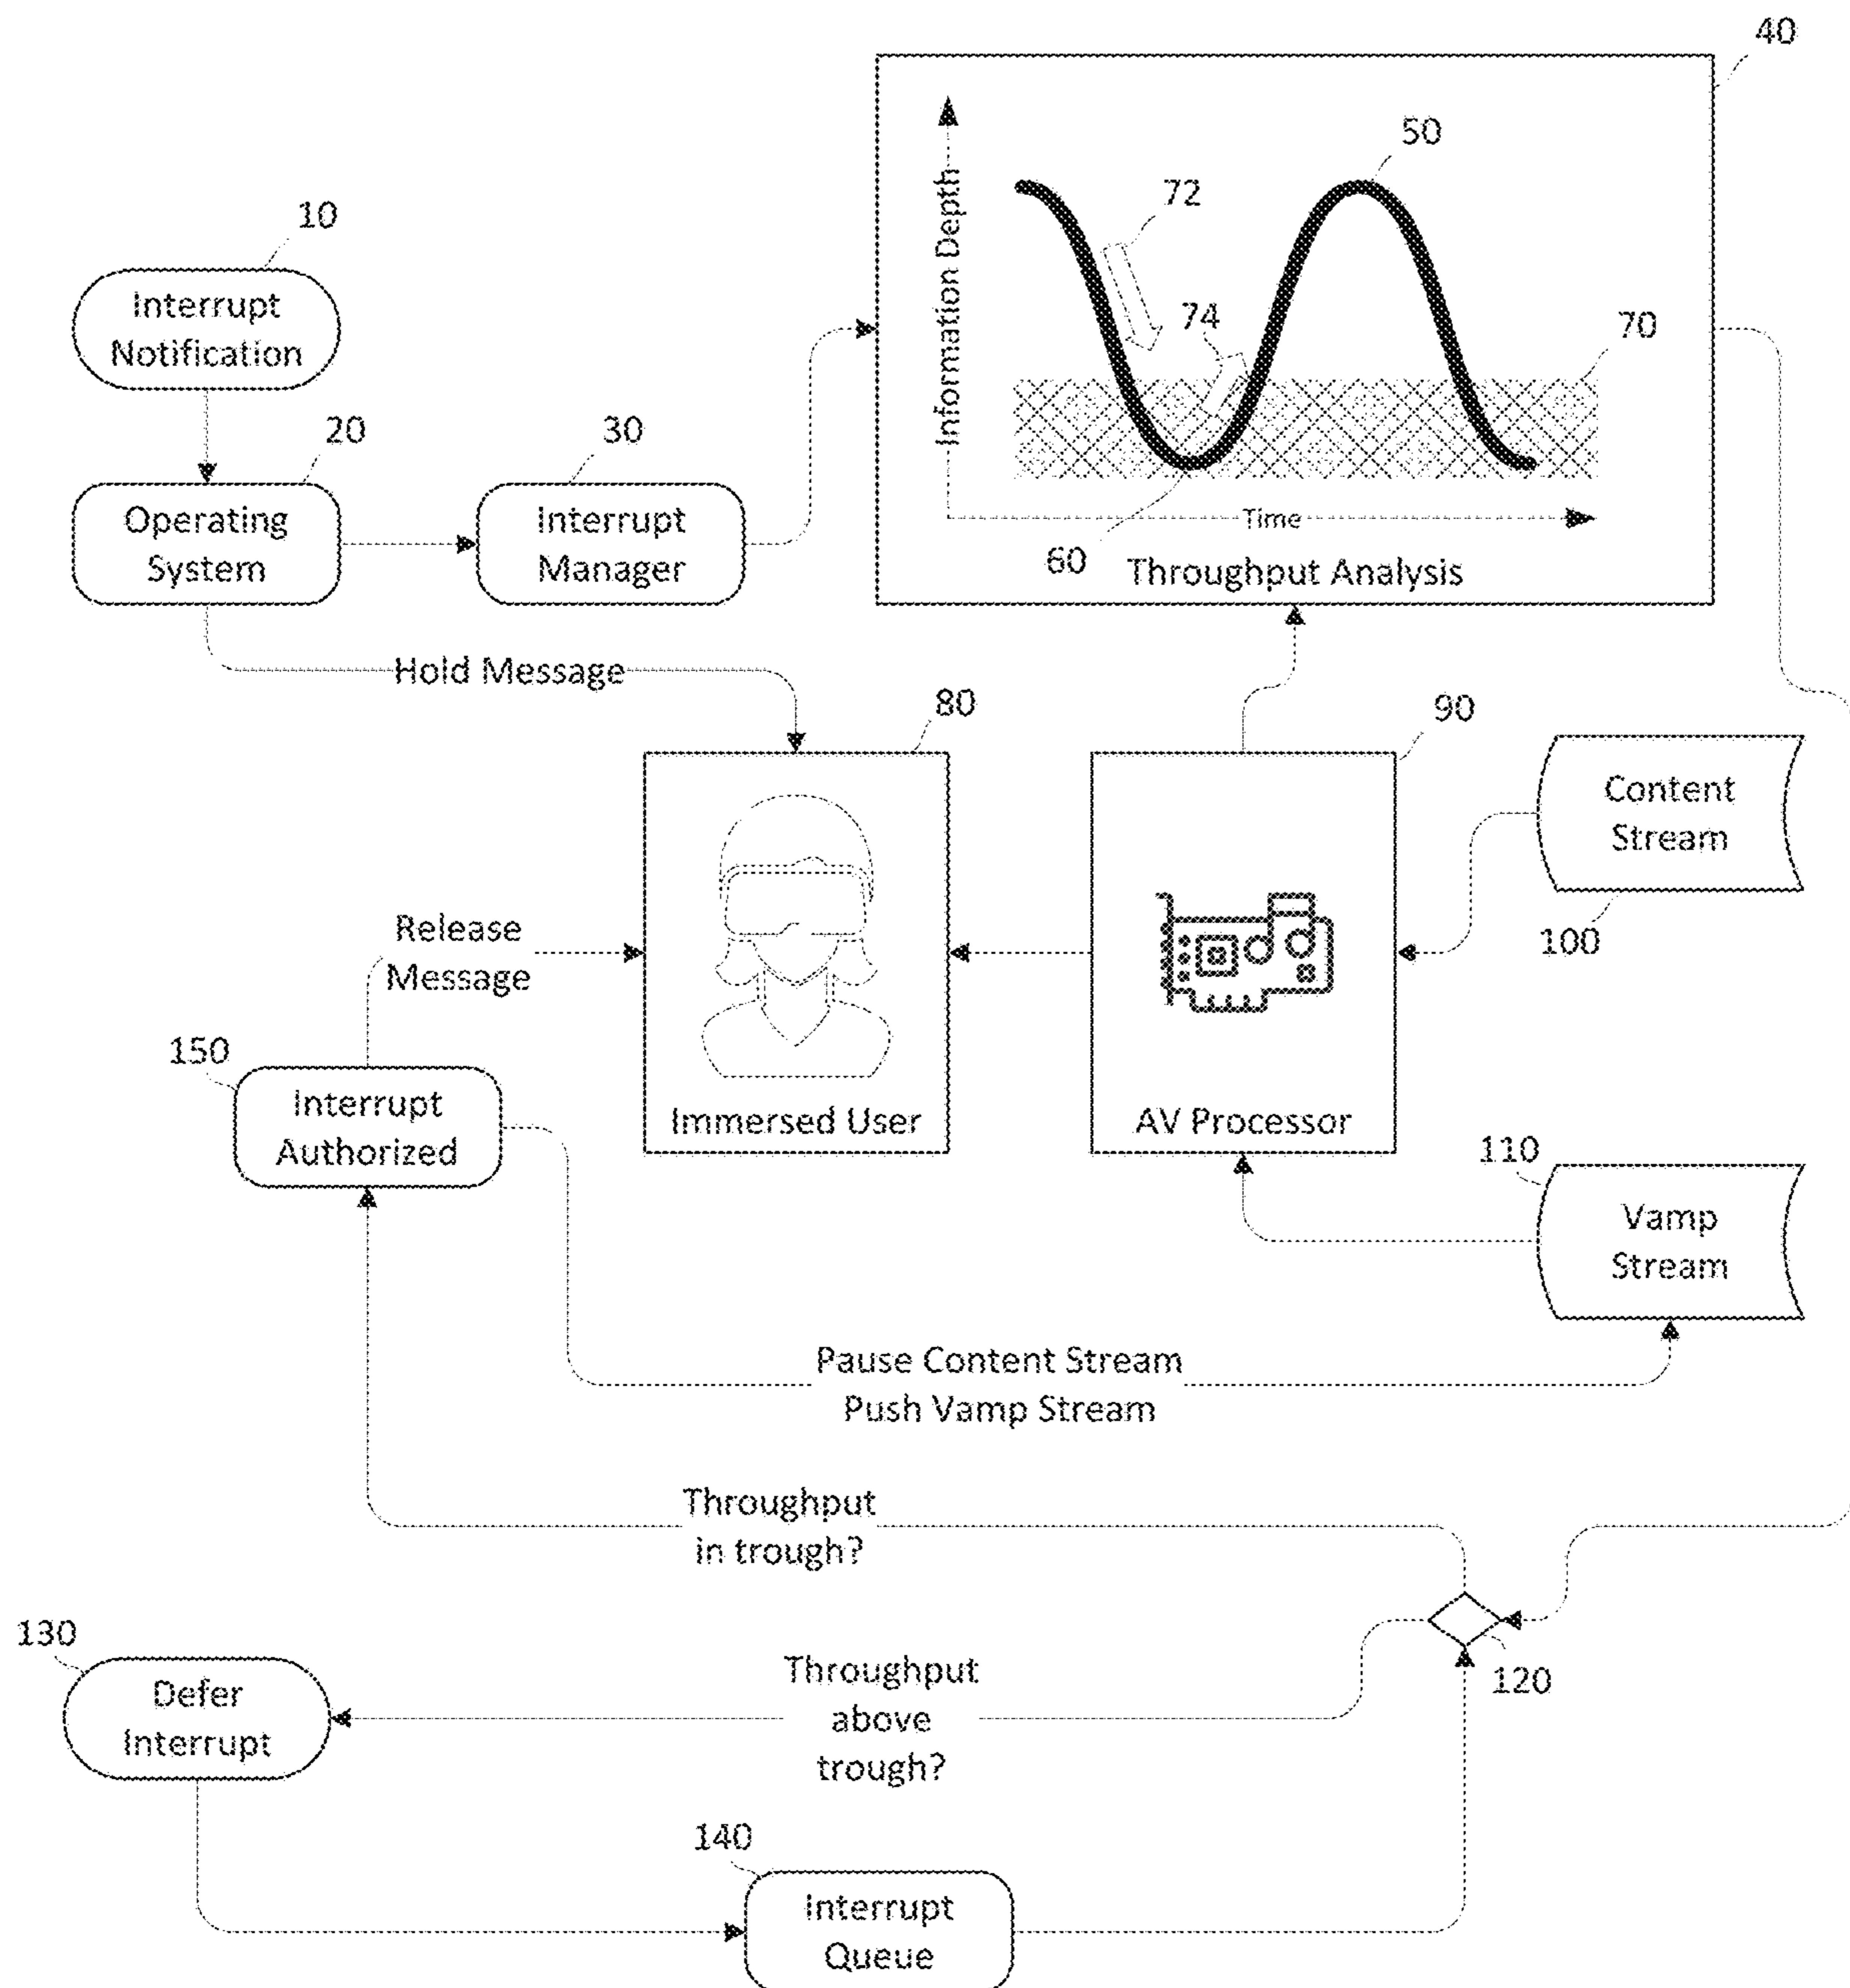 40
50
72
10
Information Depth
74
70
Interrupt
Notification
20
30
Operating
System
Interrupt
Manager
Time
60
Throughput Analysis
Hold Message
80
90
Content
Stream
100
Release
Message
150
Interrupt
Authorized
Immersed User
AV Processor
110
Vamp
Stream
Pause Content Stream
Push Vamp Stream
Throughput
in trough?
120
130
Throughput
above
trough?
Defer
Interrupt
140
Interrupt
Queue